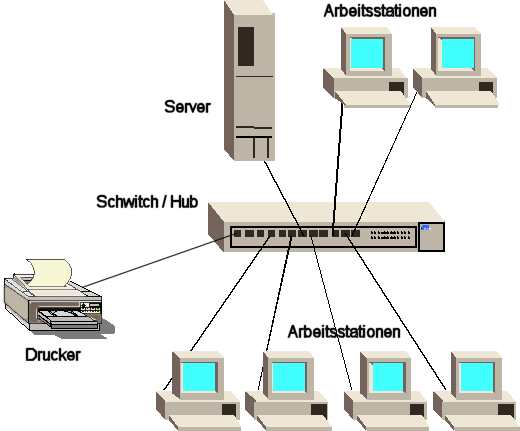 Arbeitsstationen
Server
Schwitch / Hub
Arbeitsstationen
Drucker